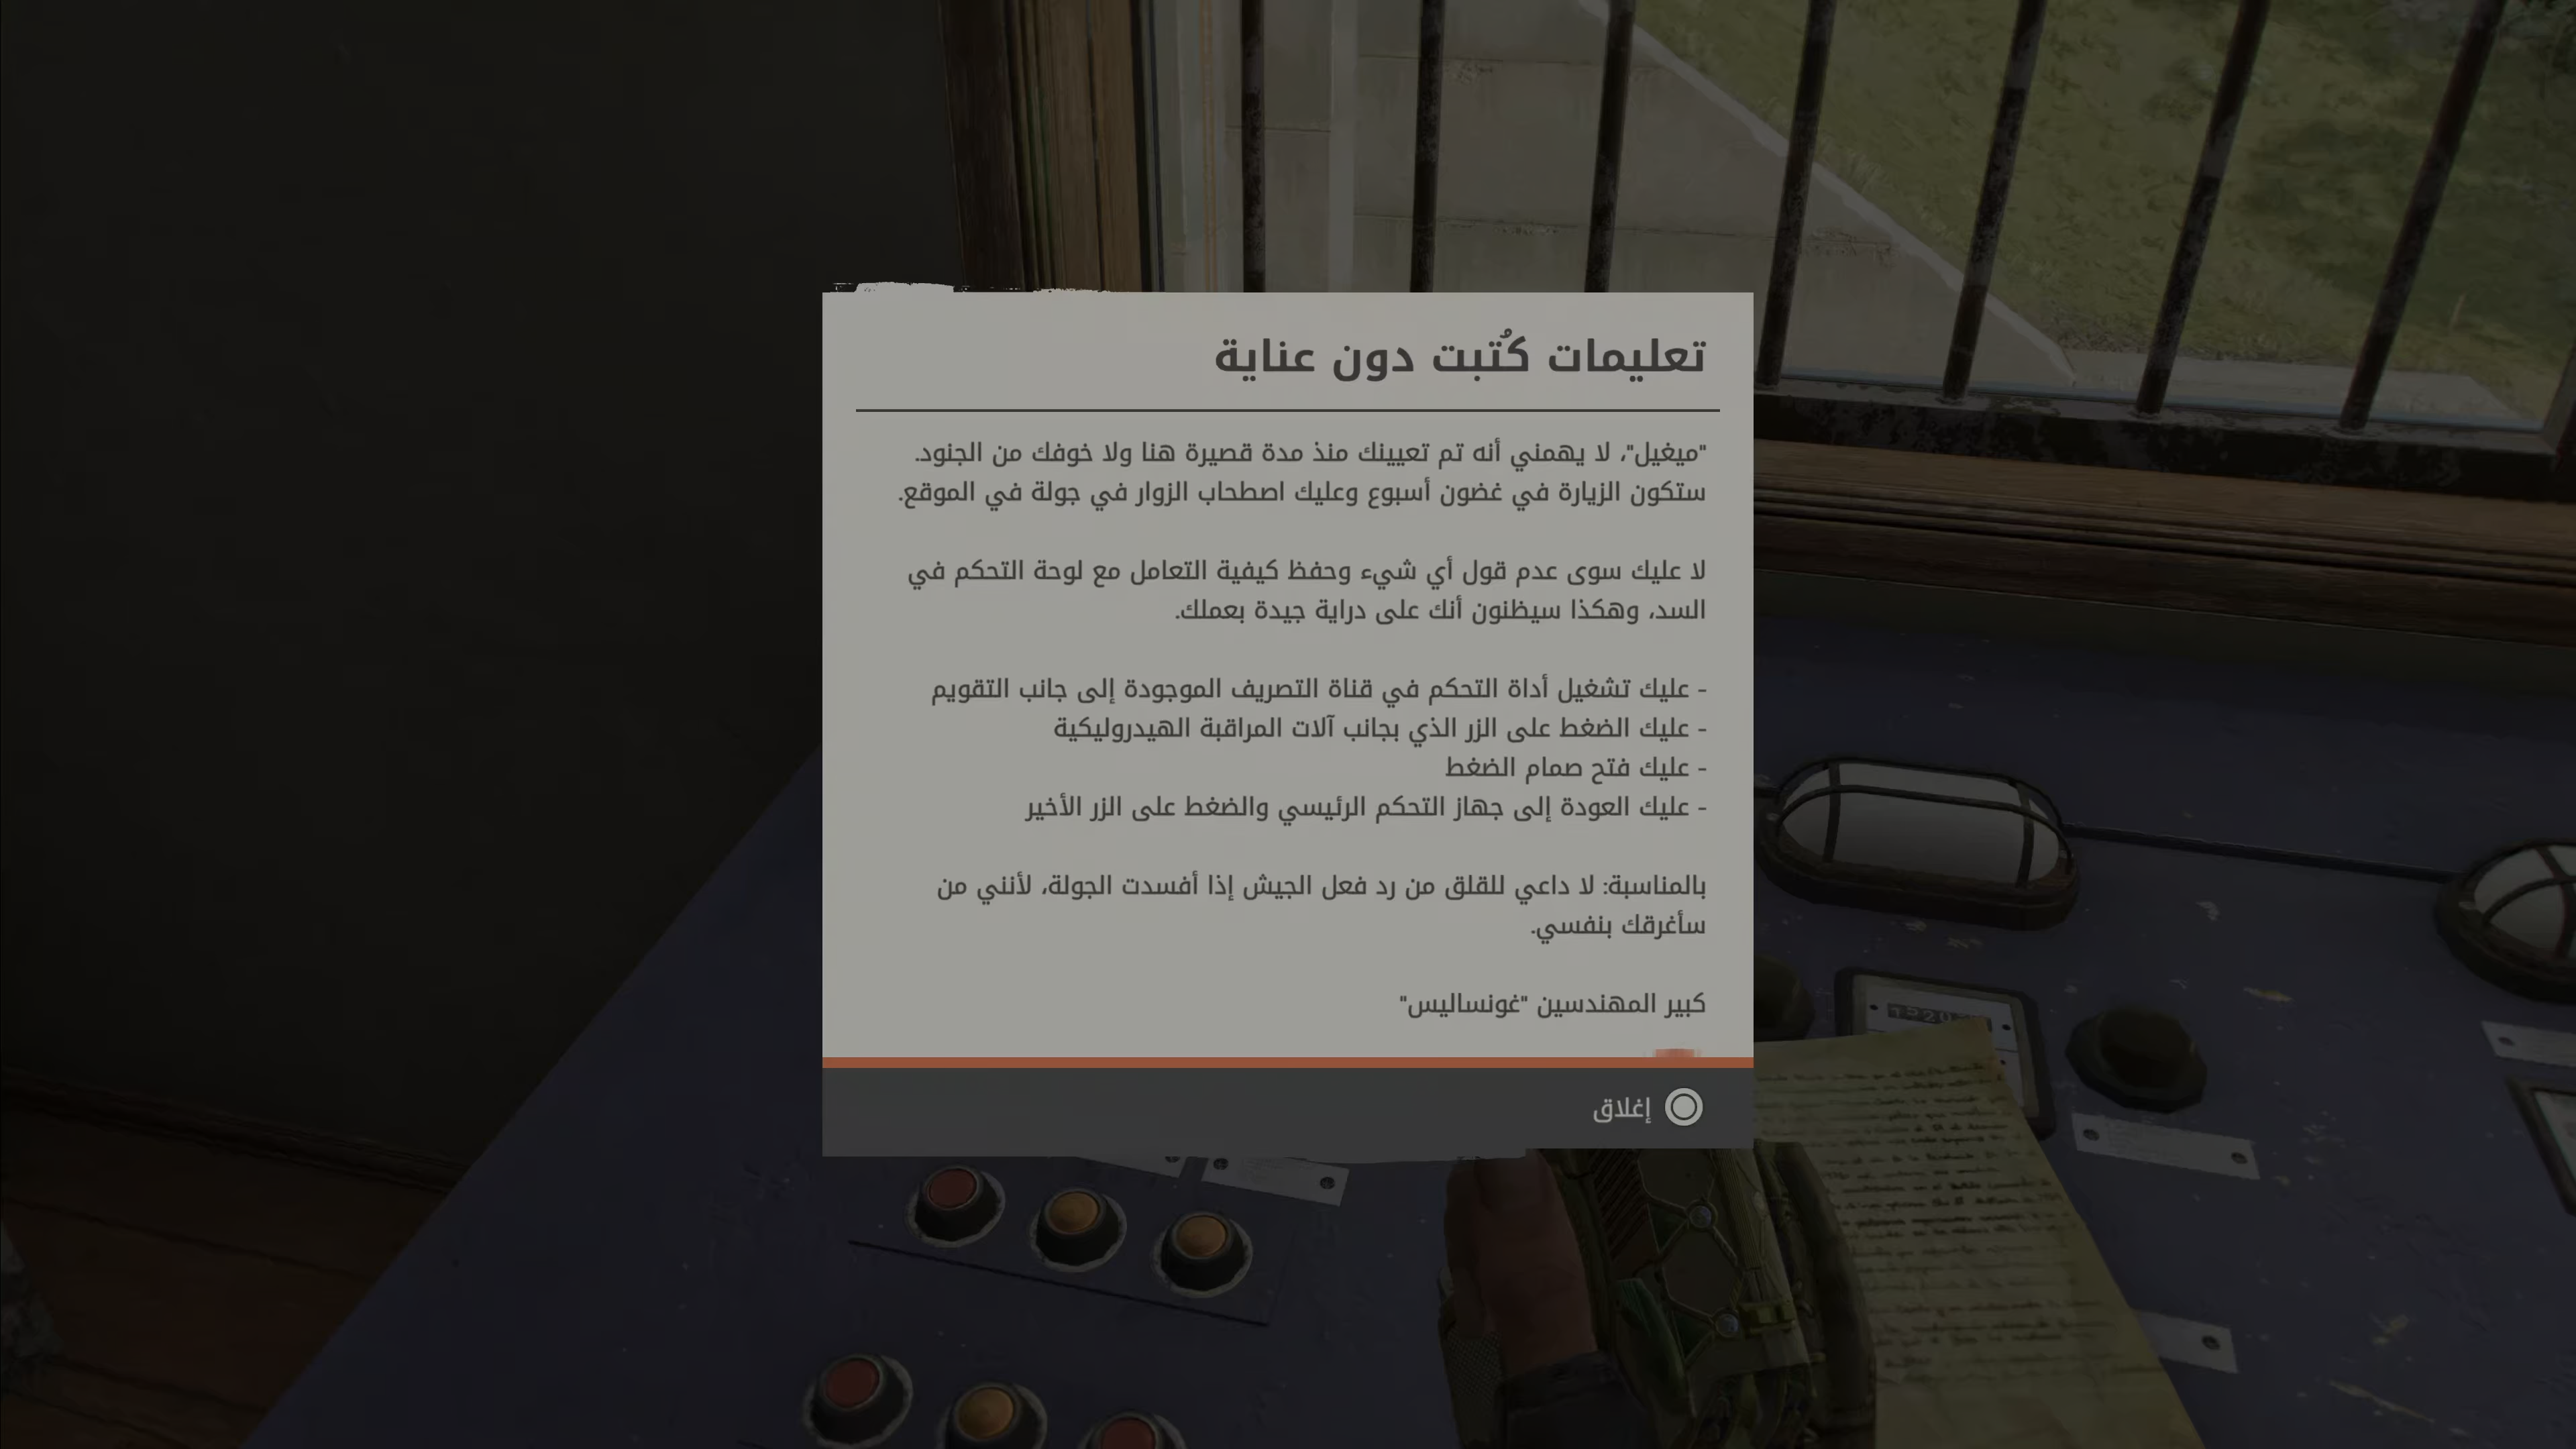 تعليمات كُتبت دون عناية
"ميغيل"، لا يهمني أنه تم تعيينك منذ مدة قصيرة هنا ولا خوفك من الجنود.
ستكون الزيارة في غضون أسبوع وعليك اصطحاب الزوار في جولة في الموقع.
لا عليك سوى عدم قول أي شيء وحفظ كيفية التعامل مع لوحة التحكم في
السد، وهكذا سيظنون أنك على دراية جيدة بعملك.
- عليك تشغيل أداة التحكم في قناة التصريف الموجودة إلى جانب التقويم
- عليك الضغط على الزر الذي بجانب آلات المراقبة الهيدروليكية
- عليك فتح صمام الضغط
- عليك العودة إلى جهاز التحكم الرئيسي والضغط على الزر الأخير
بالمناسبة: لا داعي للقلق من رد فعل الجيش إذا أفسدت الجولة، لأنني من
سأغرقك بنفسي.
كبير المهندسين "غونساليس"
إغلاق